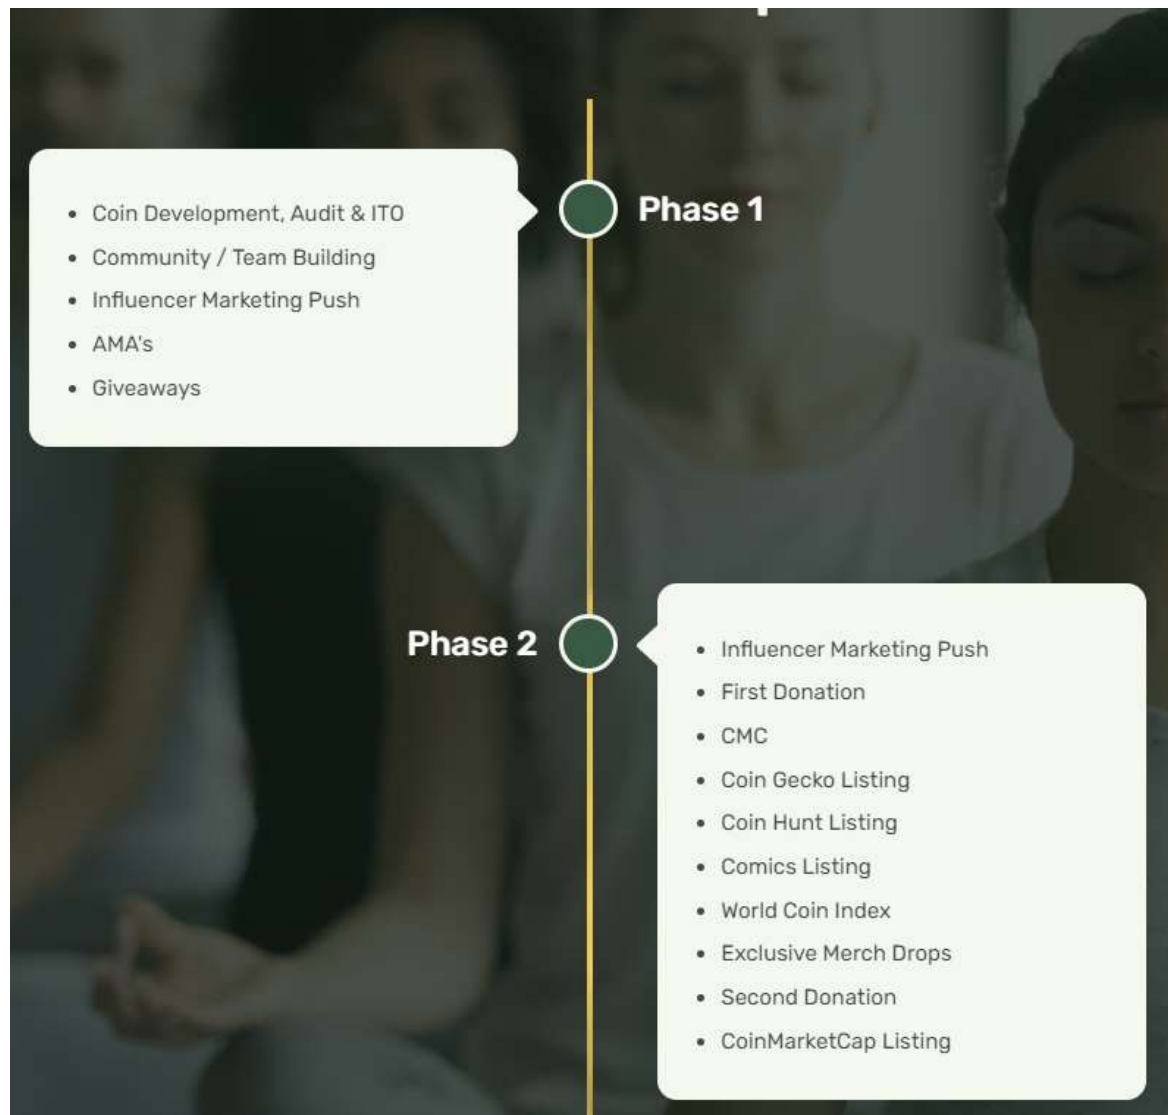 Phase 1
Coin Development, Audit & ITO
Community / Team Building
Influencer Marketing Push
AMA's
Giveaways
Phase 2
Influencer Marketing Push
First Donation
CMC
Coin Gecko Listing
Coin Hunt Listing
Comics Listing
World Coin Index
Exclusive Merch Drops
Second Donation
CoinMarketCap Listing